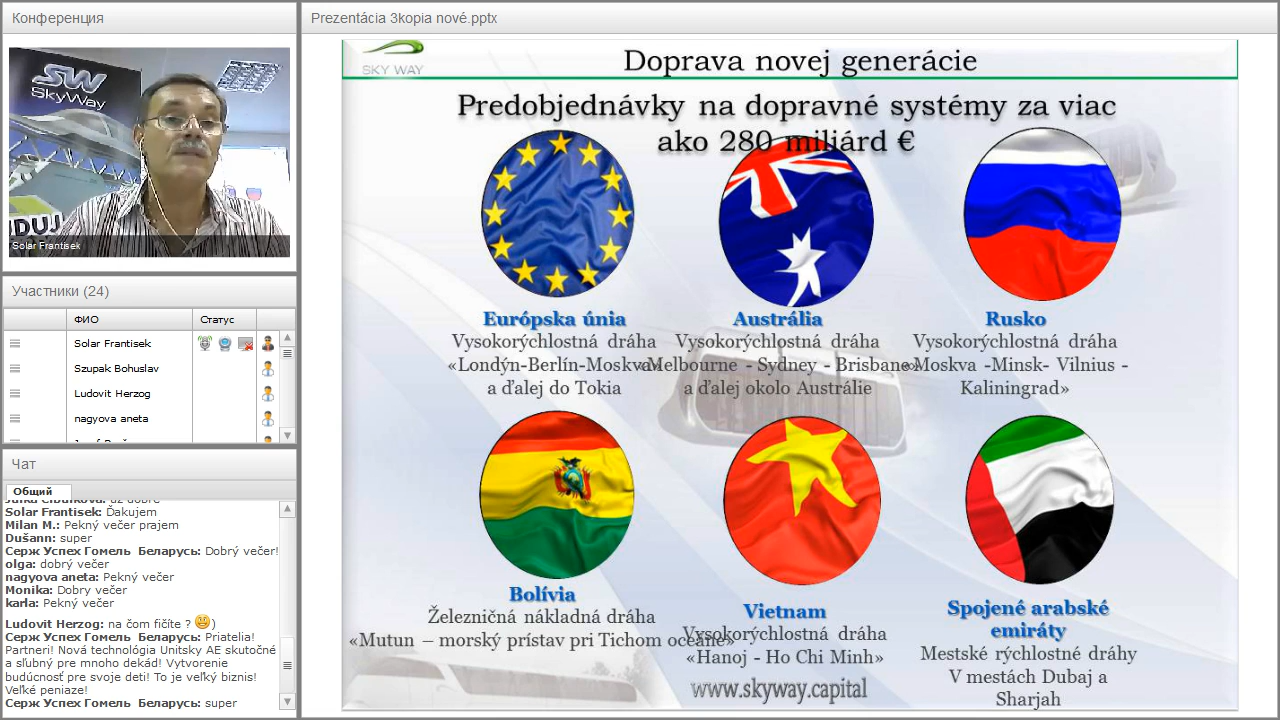 Конференция
SW
SkyWay
NDUJ
Solar Frantisek
Участники (24)
ФИО
Статус
Solar Frantisek
Szupak Bohuslav
Ludovit Herzog
nagyova aneta
Чат
Общий
Solar Frantisek: Ďakujem
Milan M.: Pekný večer prajem
Dušann: super
Серж Успех Гомель Беларусь: Dobrý večer!
olga: dobrý večer
nagyova aneta: Pekný večer
Monika: Dobry večer
karla: Pekný večer
Ludovit Herzog: na čom fičíte ? )
Серж Успех Гомель Беларусь: Priatelia!
Partneri! Nová technológia Unitsky AE skutočné
a sľubný pre mnoho dekád! Vytvorenie
budúcnosť pre svoje deti! To je veľký biznis!
Veľké peniaze!
Серж Успех Гомель Беларусь: super
Prezentácia 3kopia nové.pptx
SKY WAY
Doprava novej generácie
Predobjednávky na dopravné systémy za viac
ako 280 miliárd €
Európska únia
Vysokorýchlostná dráha
«Londýn-Berlín-Moskva»
a ďalej do Tokia
Austrália
Vysokorýchlostná dráha
«Melbourne - Sydney - Brisbane»
a ďalej okolo Austrálie
Rusko
Vysokorýchlostná dráha
«Moskva -Minsk- Vilnius -
Kaliningrad»
Bolívia
Železničná nákladná dráha
«Mutun – morský prístav pri Tichom oceáne»
Vietnam
Vysokorýchlostná dráha
«Hanoj - Ho Chi Minh»
Spojené arabské
emiráty
Mestské rýchlostné dráhy
V mestách Dubaj a
Sharjah
www.skyway.capital